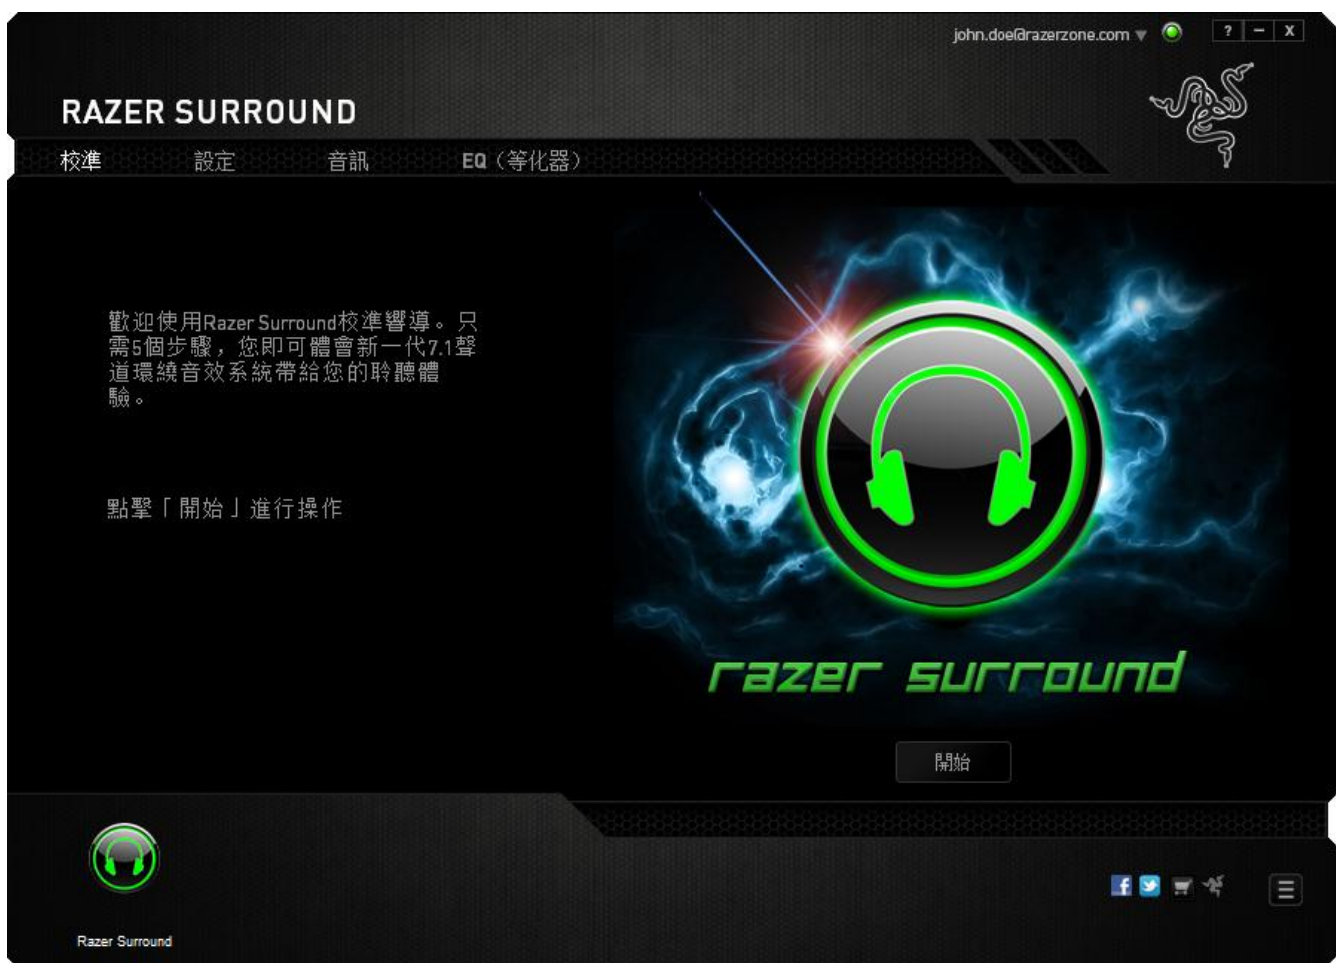 john.doe@razerzone.com
? - X
RAZER SURROUND
校準 設定 音訊 EQ（等化器）
歡迎使用Razer Surround校準響導。只
需5個步驟，您即可體會新一代7.1聲
道環繞音效系統帶給您的聆聽體
驗。
點擊「開始」進行操作
razer surround
開始
Razer Surround